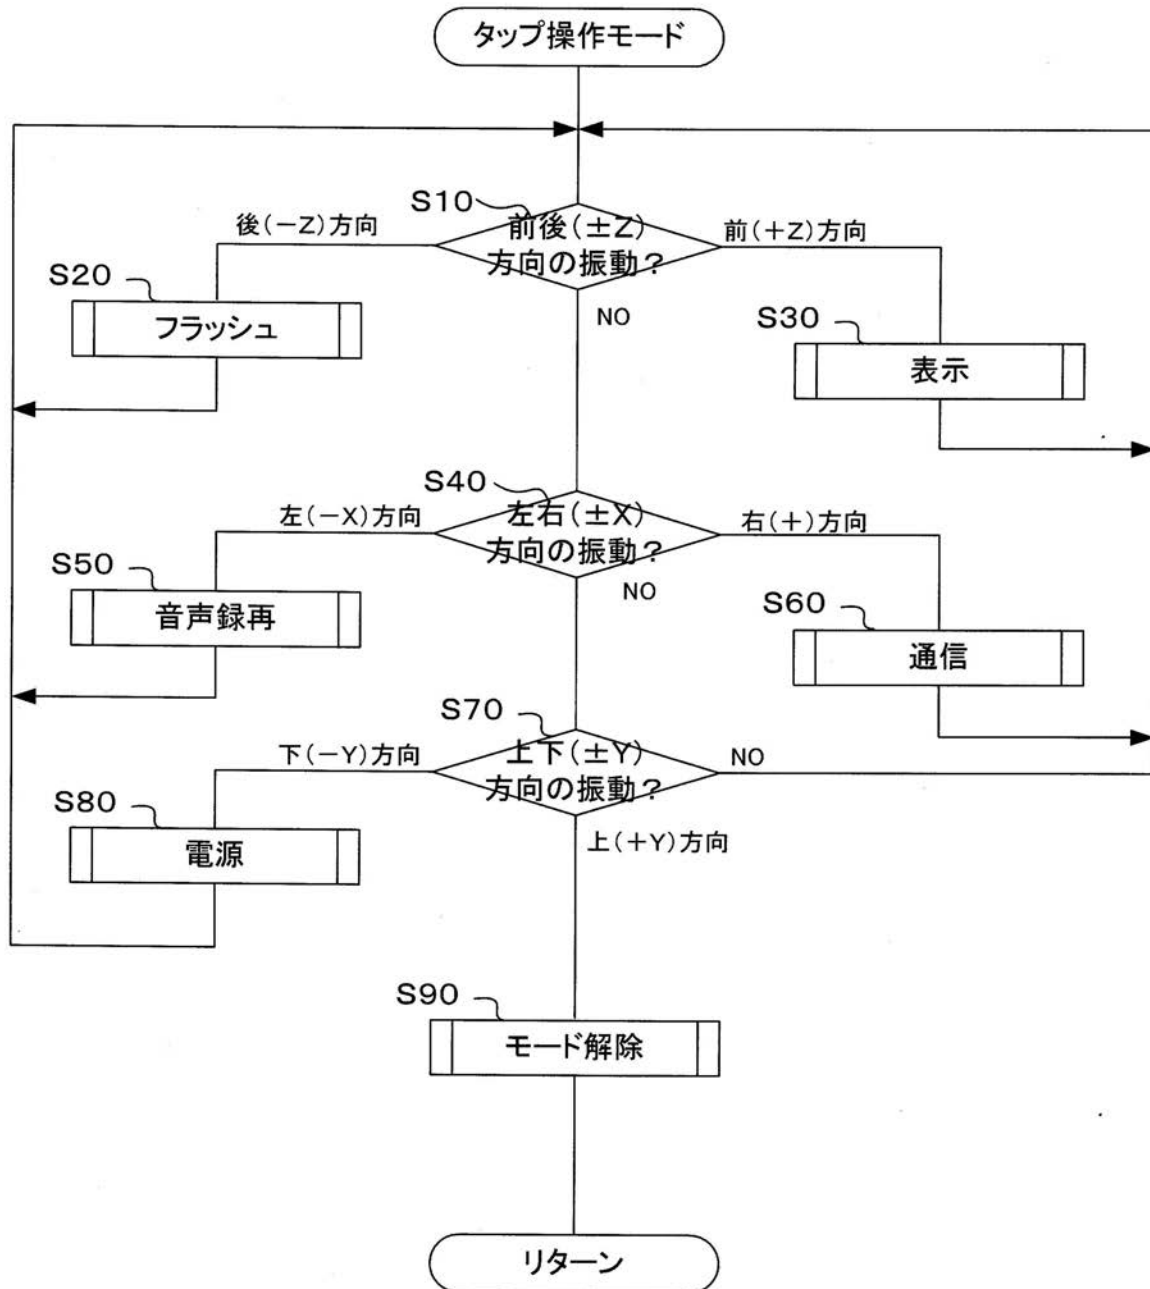 タップ操作モード
S10
前後(±Z)
方向の振動?
後(-Z)方向
前(+Z)方向
S20
フラッシュ
NO
S30
表示
S40
左右(±X)
方向の振動?
左(-X)方向
右(+)方向
S50
音声録再
NO
S60
通信
S70
上下(±Y)
方向の振動?
下(-Y)方向
NO
S80
電源
上(+Y)方向
S90
モード解除
リターン